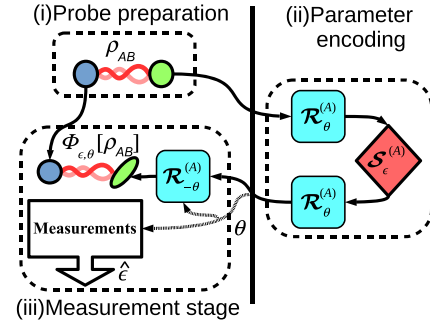 (i)Probe preparation
ρ_AB
(ii)Parameter
encoding
R_θ^(A)
S_ϵ^(A)
R_θ^(A)
Φ_ϵ,θ[ρ_AB]
R_-θ^(A)
θ
Measurements
ϵ̂
(iii)Measurement stage